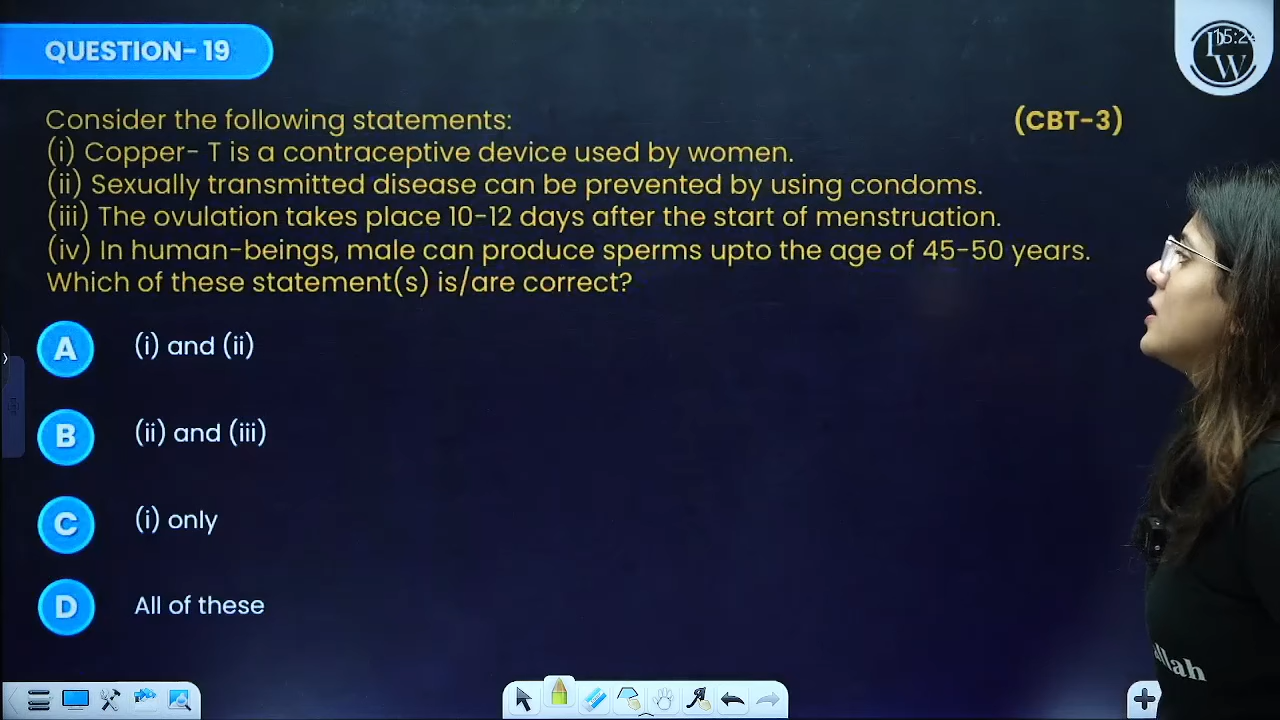 QUESTION- 19
Consider the following statements:
(CBT-3)
(i) Copper- T is a contraceptive device used by women.
(ii) Sexually transmitted disease can be prevented by using condoms.
(iii) The ovulation takes place 10-12 days after the start of menstruation.
(iv) In human-beings, male can produce sperms upto the age of 45-50 years.
Which of these statement(s) is/are correct?
A (i) and (ii)
B (ii) and (iii)
C (i) only
D All of these